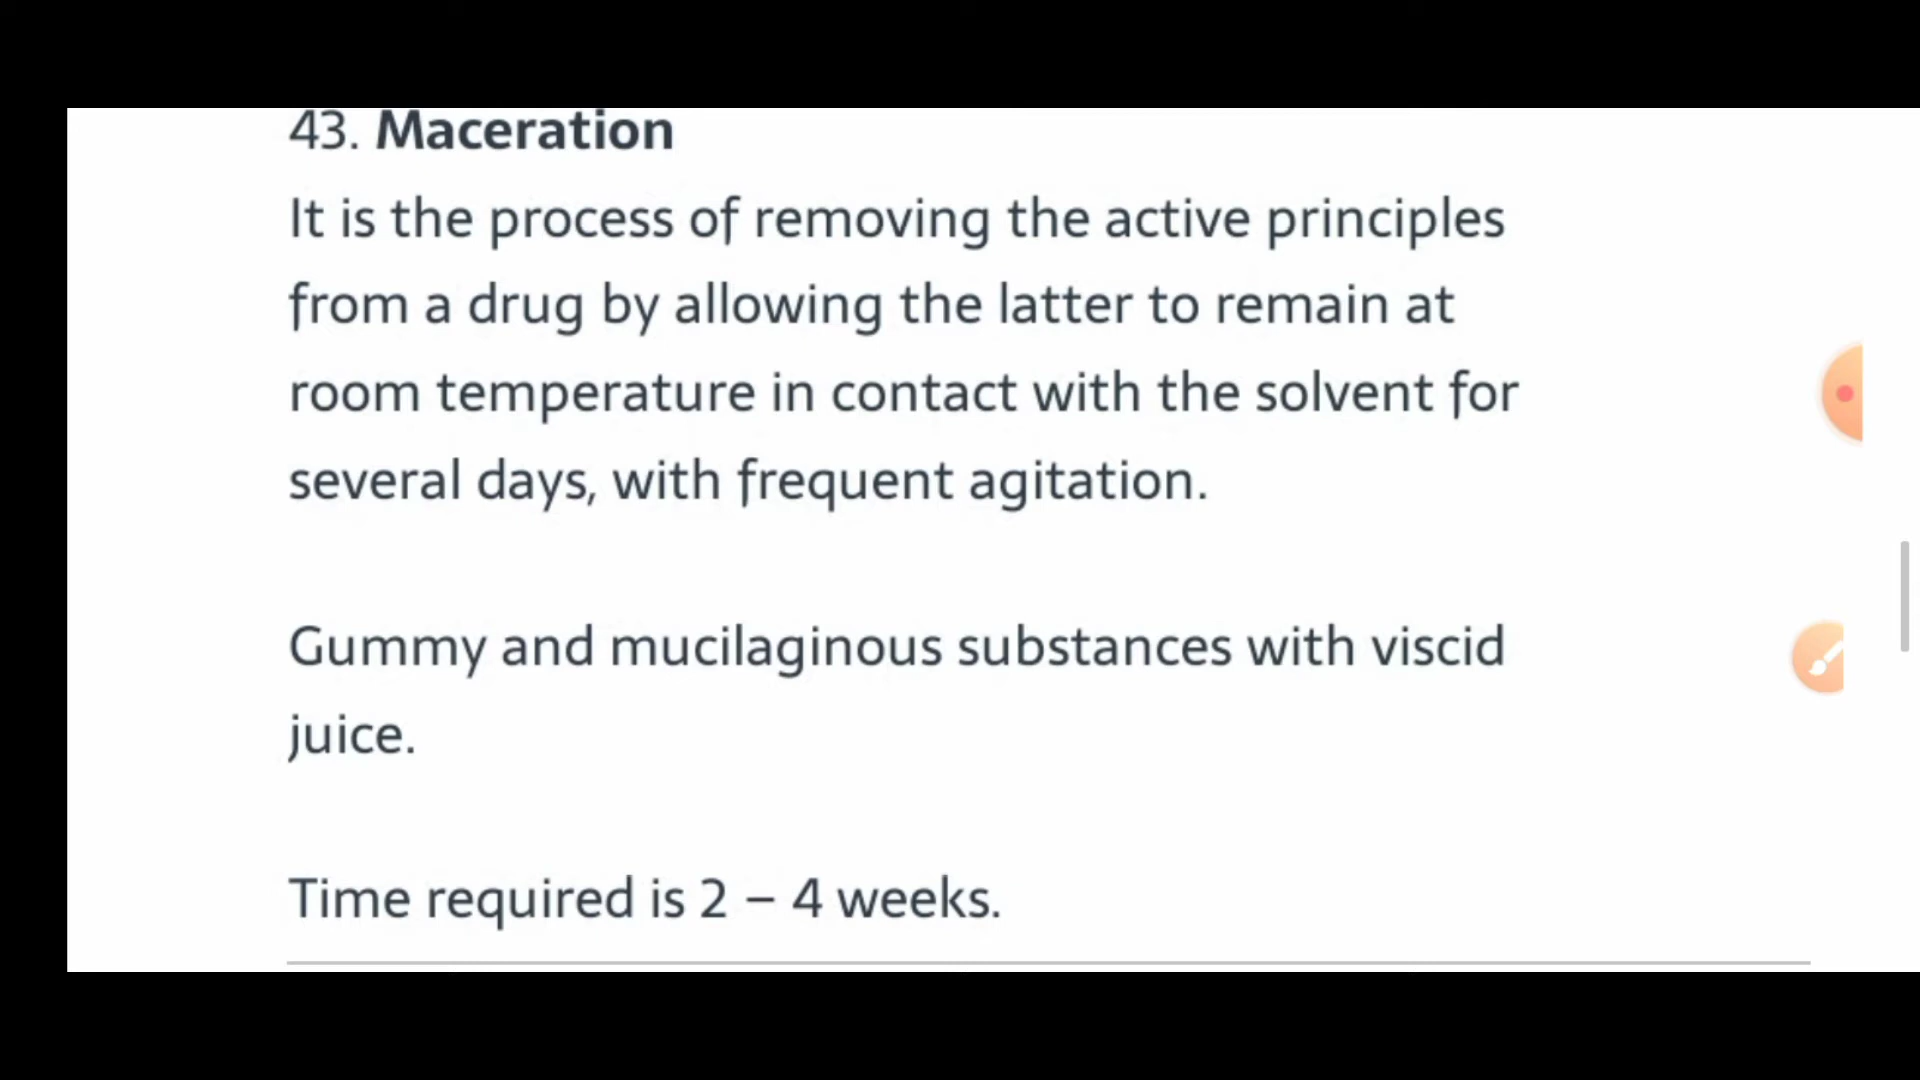 43. Maceration
It is the process of removing the active principles
from a drug by allowing the latter to remain at
room temperature in contact with the solvent for
several days, with frequent agitation.
Gummy and mucilaginous substances with viscid
juice.
Time required is 2 – 4 weeks.